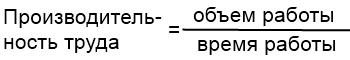 Производитель-
ность труда = объем работы
время работы